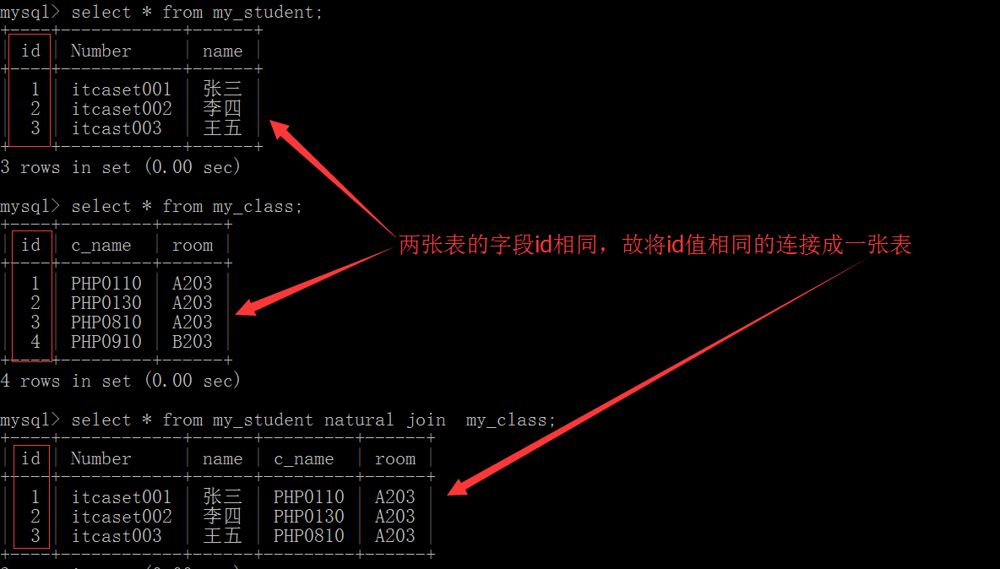 mysql> select * from my_student;
+----+------------+------+
| id | Number     | name |
+----+------------+------+
|  1 | itcaset001 | 张三 |
|  2 | itcaset002 | 李四 |
|  3 | itcast003  | 王五 |
+----+------------+------+
3 rows in set (0.00 sec)
mysql> select * from my_class;
+----+---------+------+
| id | c_name  | room |
两张表的字段id相同，故将id值相同的连接成一张表
+----+---------+------+
|  1 | PHP0110 | A203 |
|  2 | PHP0130 | A203 |
|  3 | PHP0810 | A203 |
|  4 | PHP0910 | B203 |
+----+---------+------+
4 rows in set (0.00 sec)
mysql> select * from my_student natural join  my_class;
+----+------------+------+---------+------+
| id | Number     | name | c_name  | room |
+----+------------+------+---------+------+
|  1 | itcaset001 | 张三 | PHP0110 | A203 |
|  2 | itcaset002 | 李四 | PHP0130 | A203 |
|  3 | itcast003  | 王五 | PHP0810 | A203 |
+----+------------+------+---------+------+